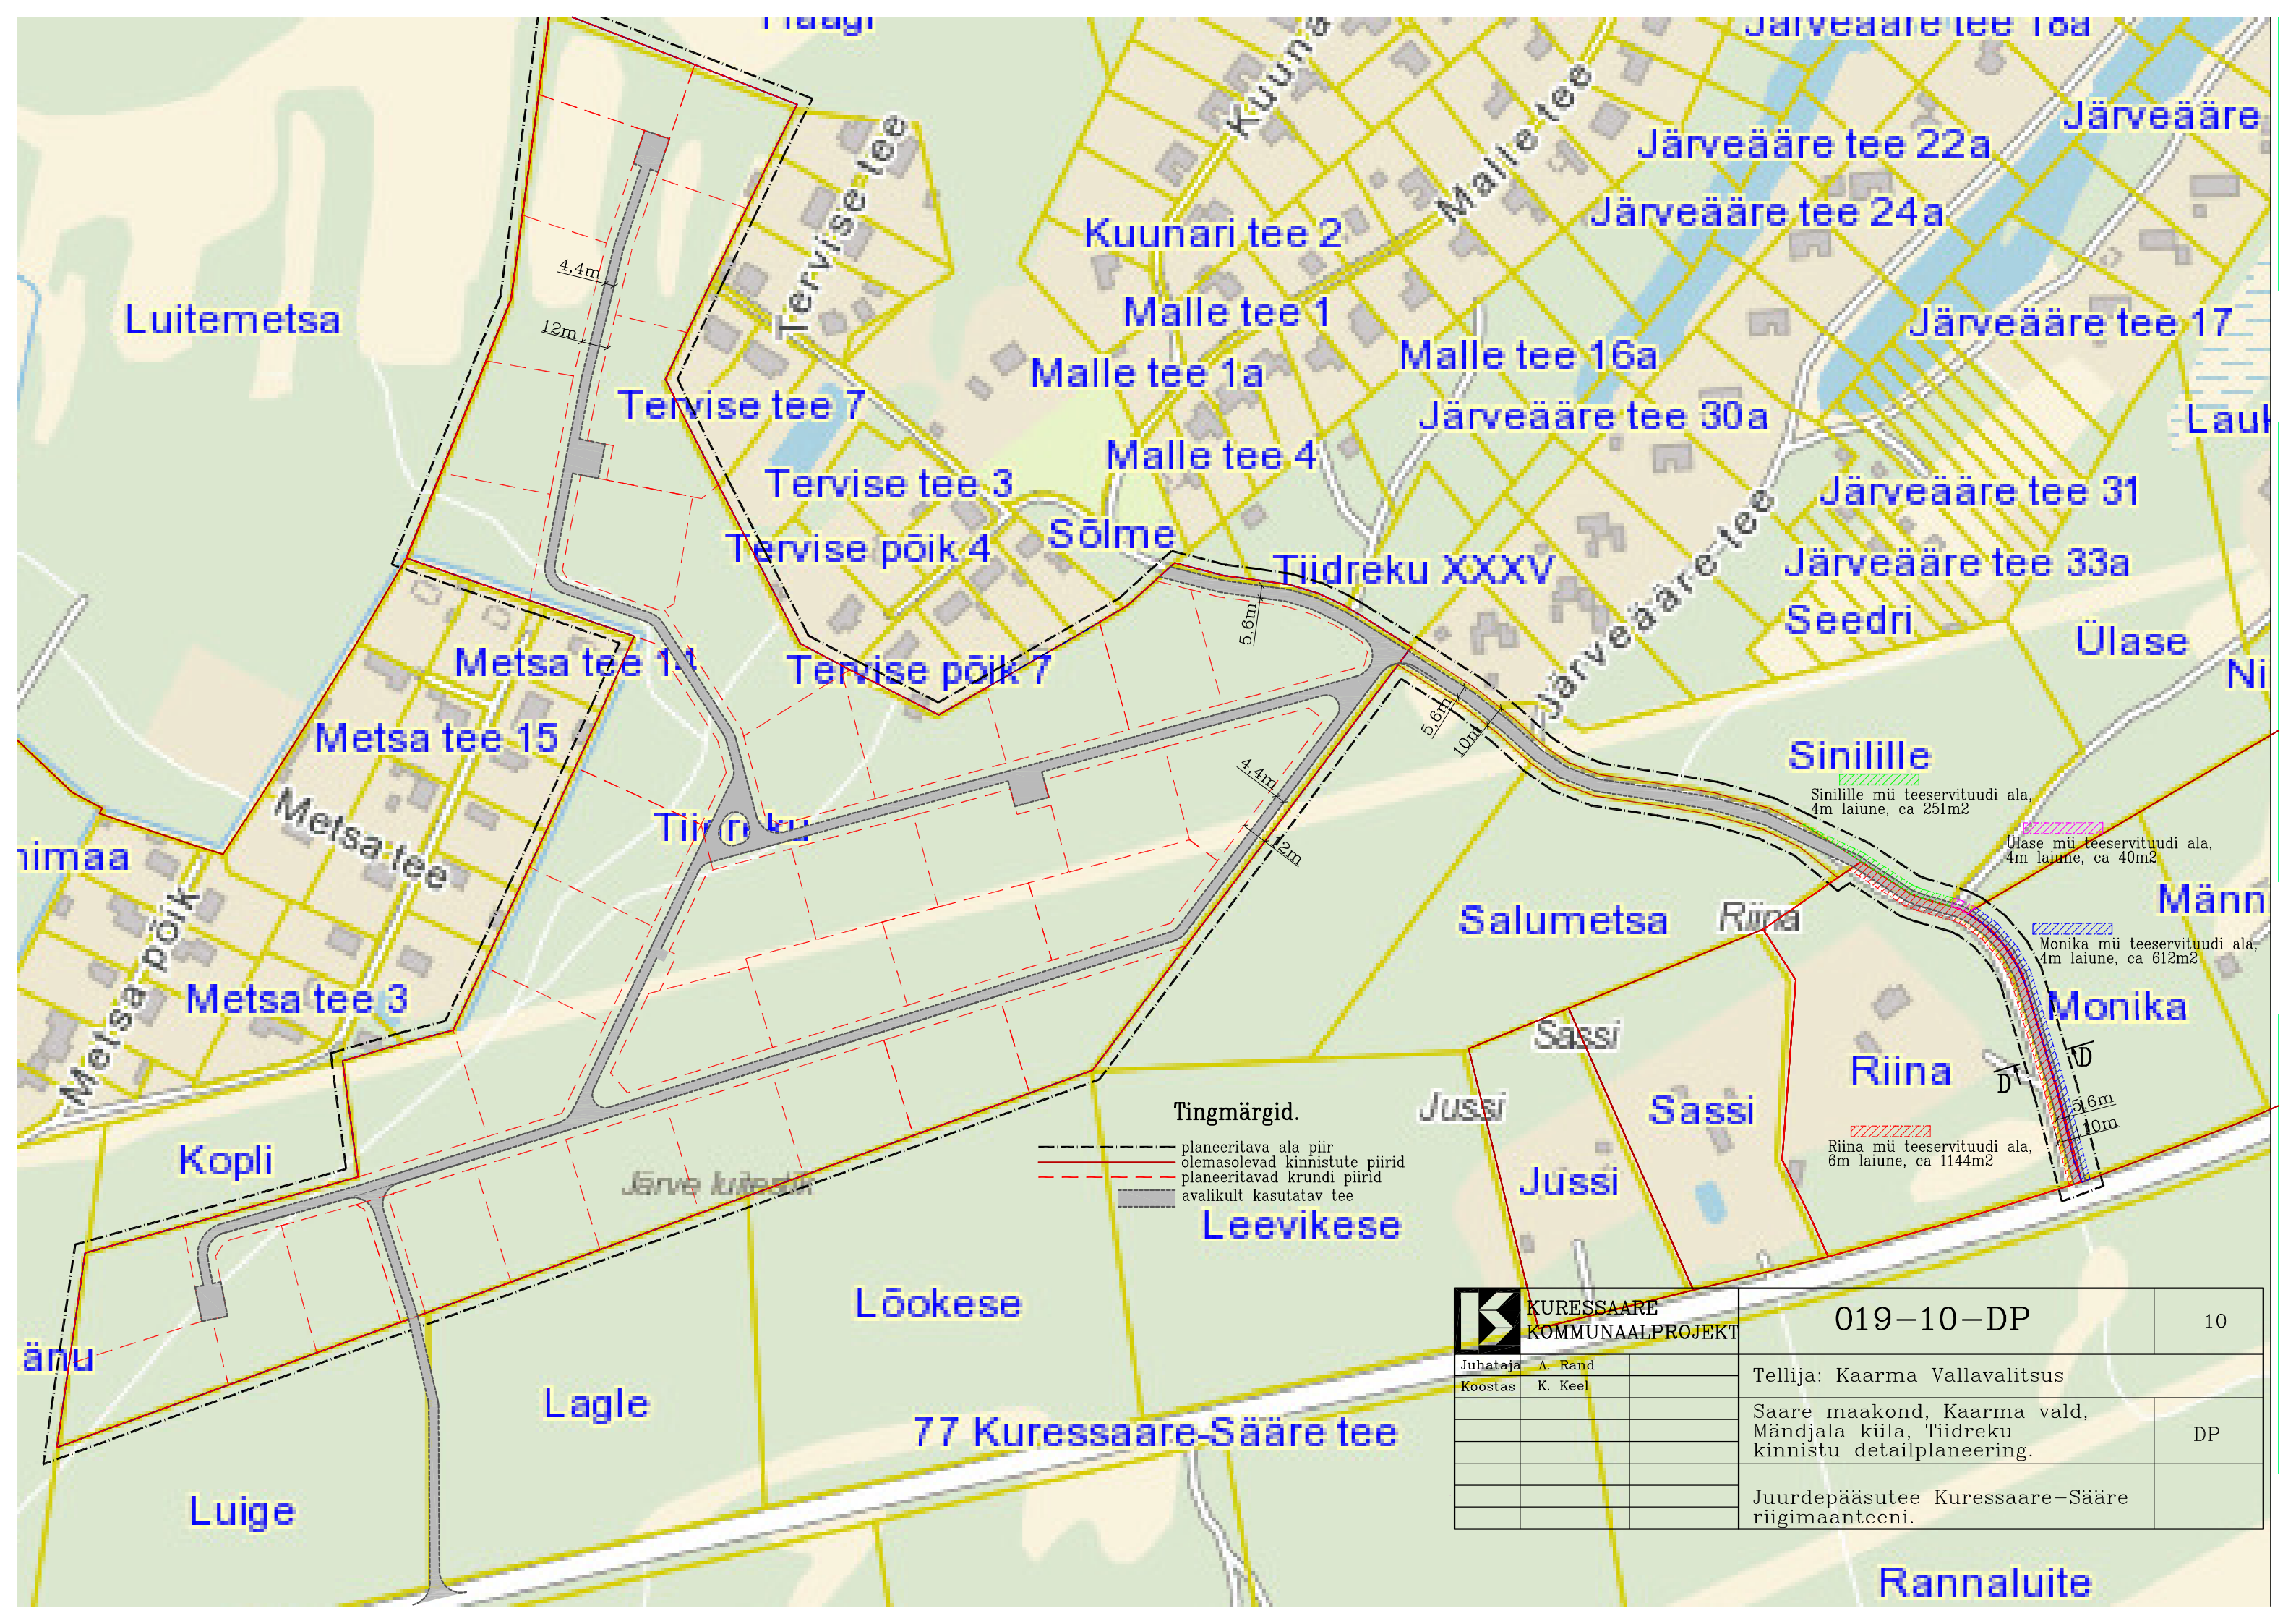 Järveääre tee 18a
Kuuna
Malle tee
Tervise tee
Järveääre
Järveääre tee 22a
Järveääre tee 24a
Kuunari tee 2
4,4m
Luitemetsa
12m
Malle tee 1
Järveääre tee 17
Malle tee 16a
Malle tee 1a
Tervise tee 7
Järveääre tee 30a
Malle tee 4
Tervise tee 3
Järveääre tee 31
Sõlme
Tervise põik 4
Tiidreku XXXV
Järveääre tee
Järveääre tee 33a
Seedri
Ülase
5,6m
Metsa tee 14
Tervise põik 7
Metsa tee 15
5,6m
10m
Sinilille
Sinilille mü teeservituudi ala,
4m laiune, ca 251m2
4,4m
Metsa tee
Tiidreku
12m
Ülase mü teeservituudi ala,
4m laiune, ca 40m2
Metsa põik
Salumetsa
Riina
Männ
Monika mü teeservituudi ala,
4m laiune, ca 612m2
Metsa tee 3
Monika
Sassi
Riina
D
D
Jussi
Sassi
5,6m
10m
Riina mü teeservituudi ala,
6m laiune, ca 1144m2
Kopli
Järve luitestik
Jussi
Tingmärgid.
planeeritava ala piir
olemasolevad kinnistute piirid
planeeritavad krundi piirid
avalikult kasutatav tee
Leevikese
Lõokese
änu
Lagle
77 Kuressaare-Sääre tee
Luige
KURESSAARE
KOMMUNAALPROJEKT
019-10-DP
10
Juhataja A. Rand
Koostas K. Keel
Tellija: Kaarma Vallavalitsus
Saare maakond, Kaarma vald,
Mändjala küla, Tiidreku
kinnistu detailplaneering.
DP
Juurdepääsutee Kuressaare-Sääre
riigimaanteeni.
Rannaluite